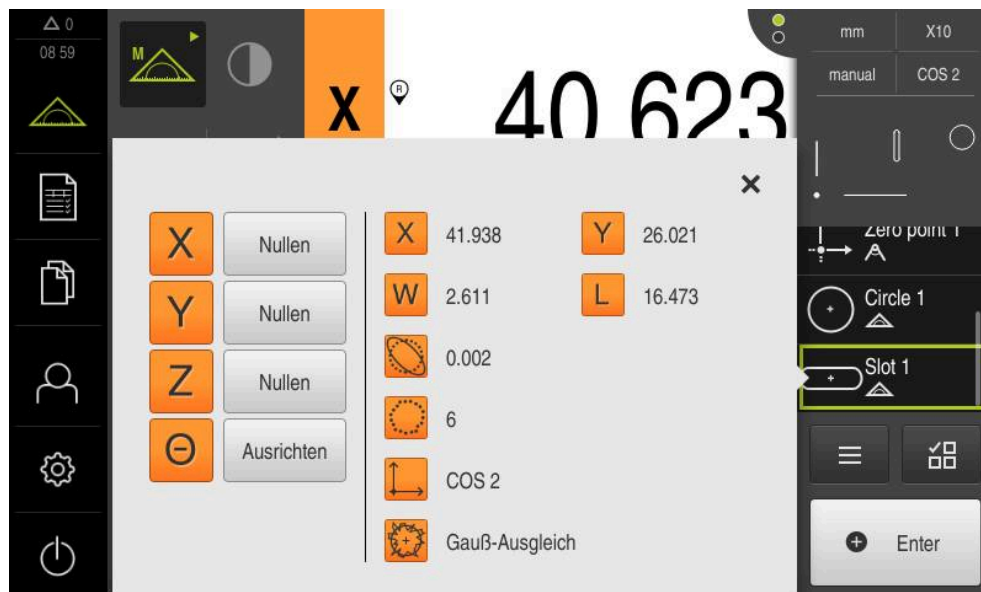 0
08 59
M
X
R
40.623
mm X10
manual COS 2
X Nullen
Y Nullen
Z Nullen
Θ Ausrichten
X 41.938 Y 26.021
W 2.611 L 16.473
0.002
6
COS 2
Gauß-Ausgleich
Zero point 1
Circle 1
Slot 1
Enter